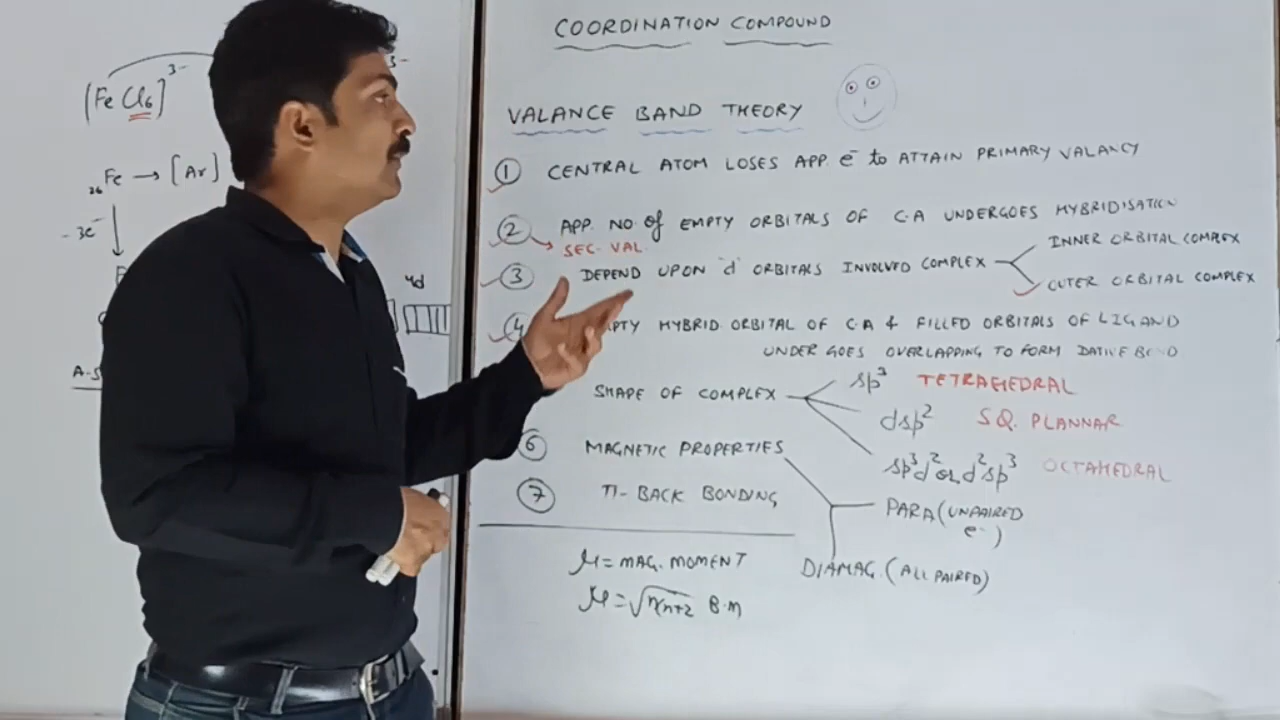 [Fe Cl6]3-
3-
26Fe → [Ar]
- 3e-
4d
COORDINATION COMPOUND
VALANCE BAND THEORY
① CENTRAL ATOM LOSES APP. e- to ATTAIN PRIMARY VALANCY
② APP. NO. of EMPTY ORBITALS OF C.A UNDERGOES HYBRIDISATION
SEC. VAL.
③ DEPEND UPON 'd' ORBITALS INVOLVED COMPLEX
INNER ORBITAL COMPLEX
OUTER ORBITAL COMPLEX
④ HYBRID ORBITAL OF C.A & FILLED ORBITALS OF LIGAND
UNDER GOES OVERLAPPING TO FORM DATIVE BOND
SHAPE OF COMPLEX
sp3 TETRAHEDRAL
dsp2 SQ. PLANNAR
sp3d2 or d2sp3 OCTAHEDRAL
⑥ MAGNETIC PROPERTIES
PARA (UNPAIRED
e-)
DIAMAG. (ALL PAIRED)
⑦ Π- BACK BONDING
μ = MAG. MOMENT
μ = √n(n+2 B.M